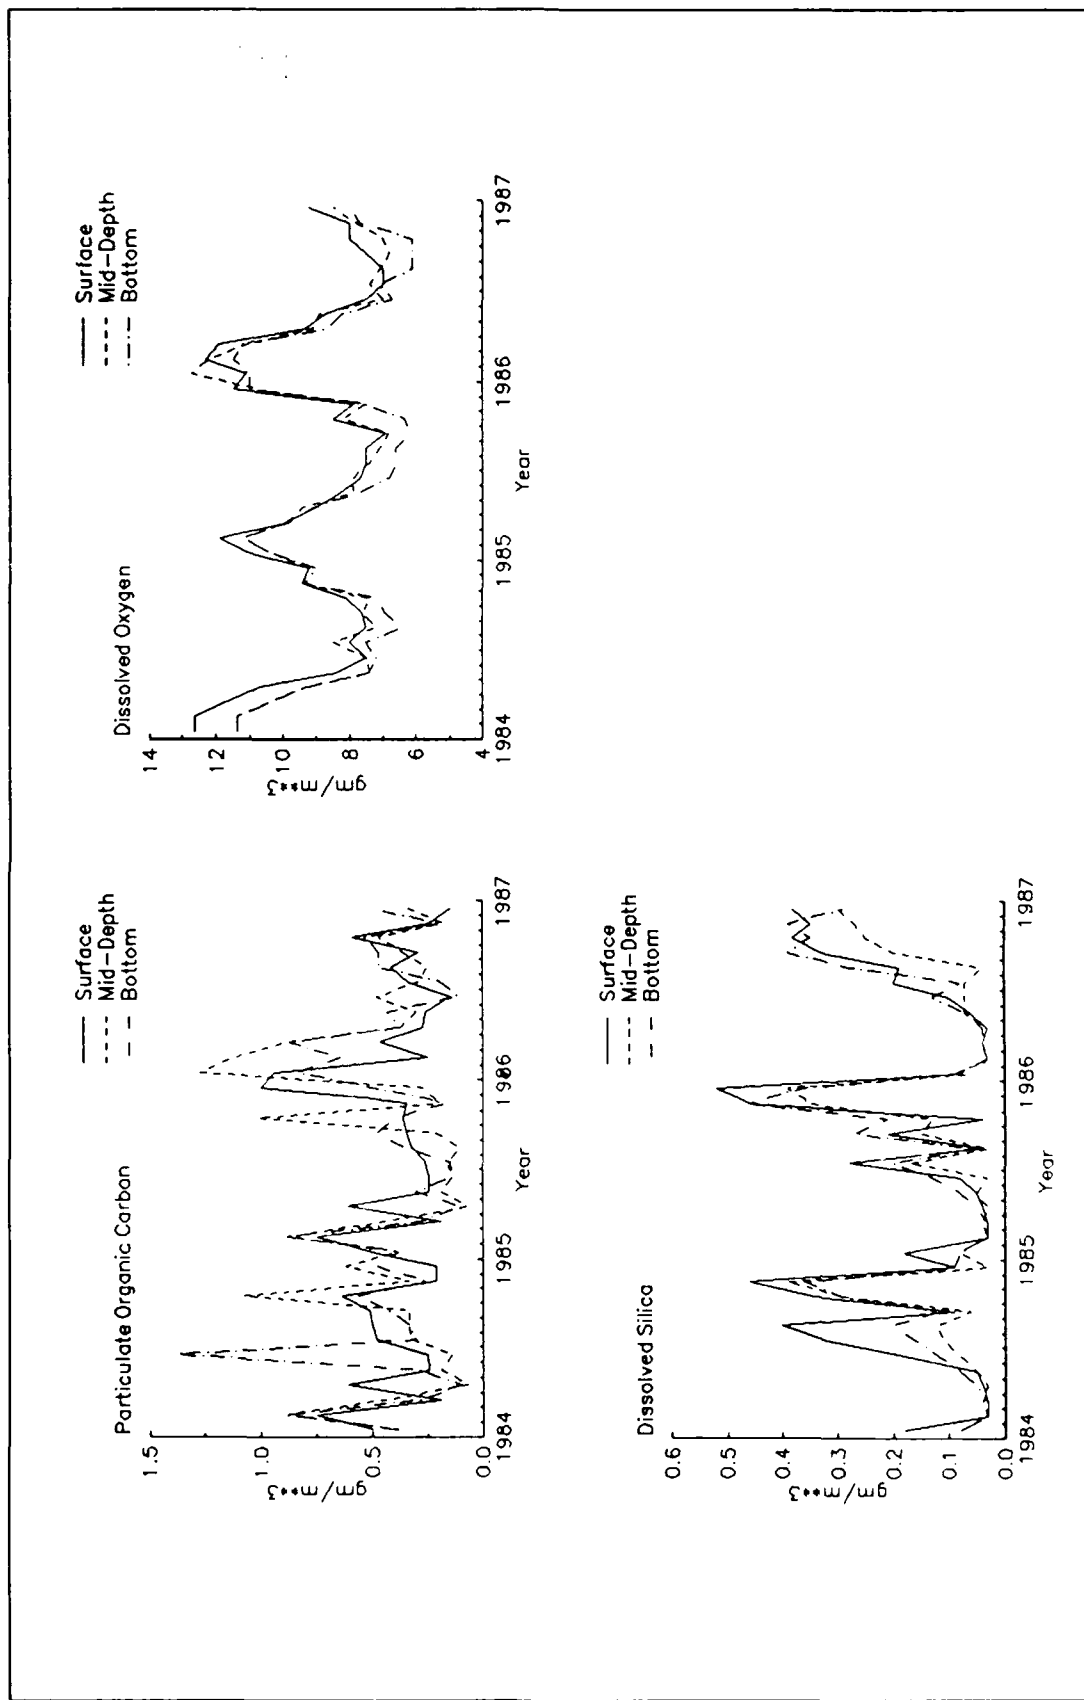 Particulate Organic Carbon
Surface
Mid-Depth
Bottom
1.5
1.0
0.5
0.0
gm/m**3
1984
1985
1986
1987
Year
Dissolved Oxygen
Surface
Mid-Depth
Bottom
14
12
10
8
6
4
gm/m**3
1984
1985
1986
1987
Year
Dissolved Silica
Surface
Mid-Depth
Bottom
0.6
0.5
0.4
0.3
0.2
0.1
0.0
gm/m**3
1984
1985
1986
1987
Year